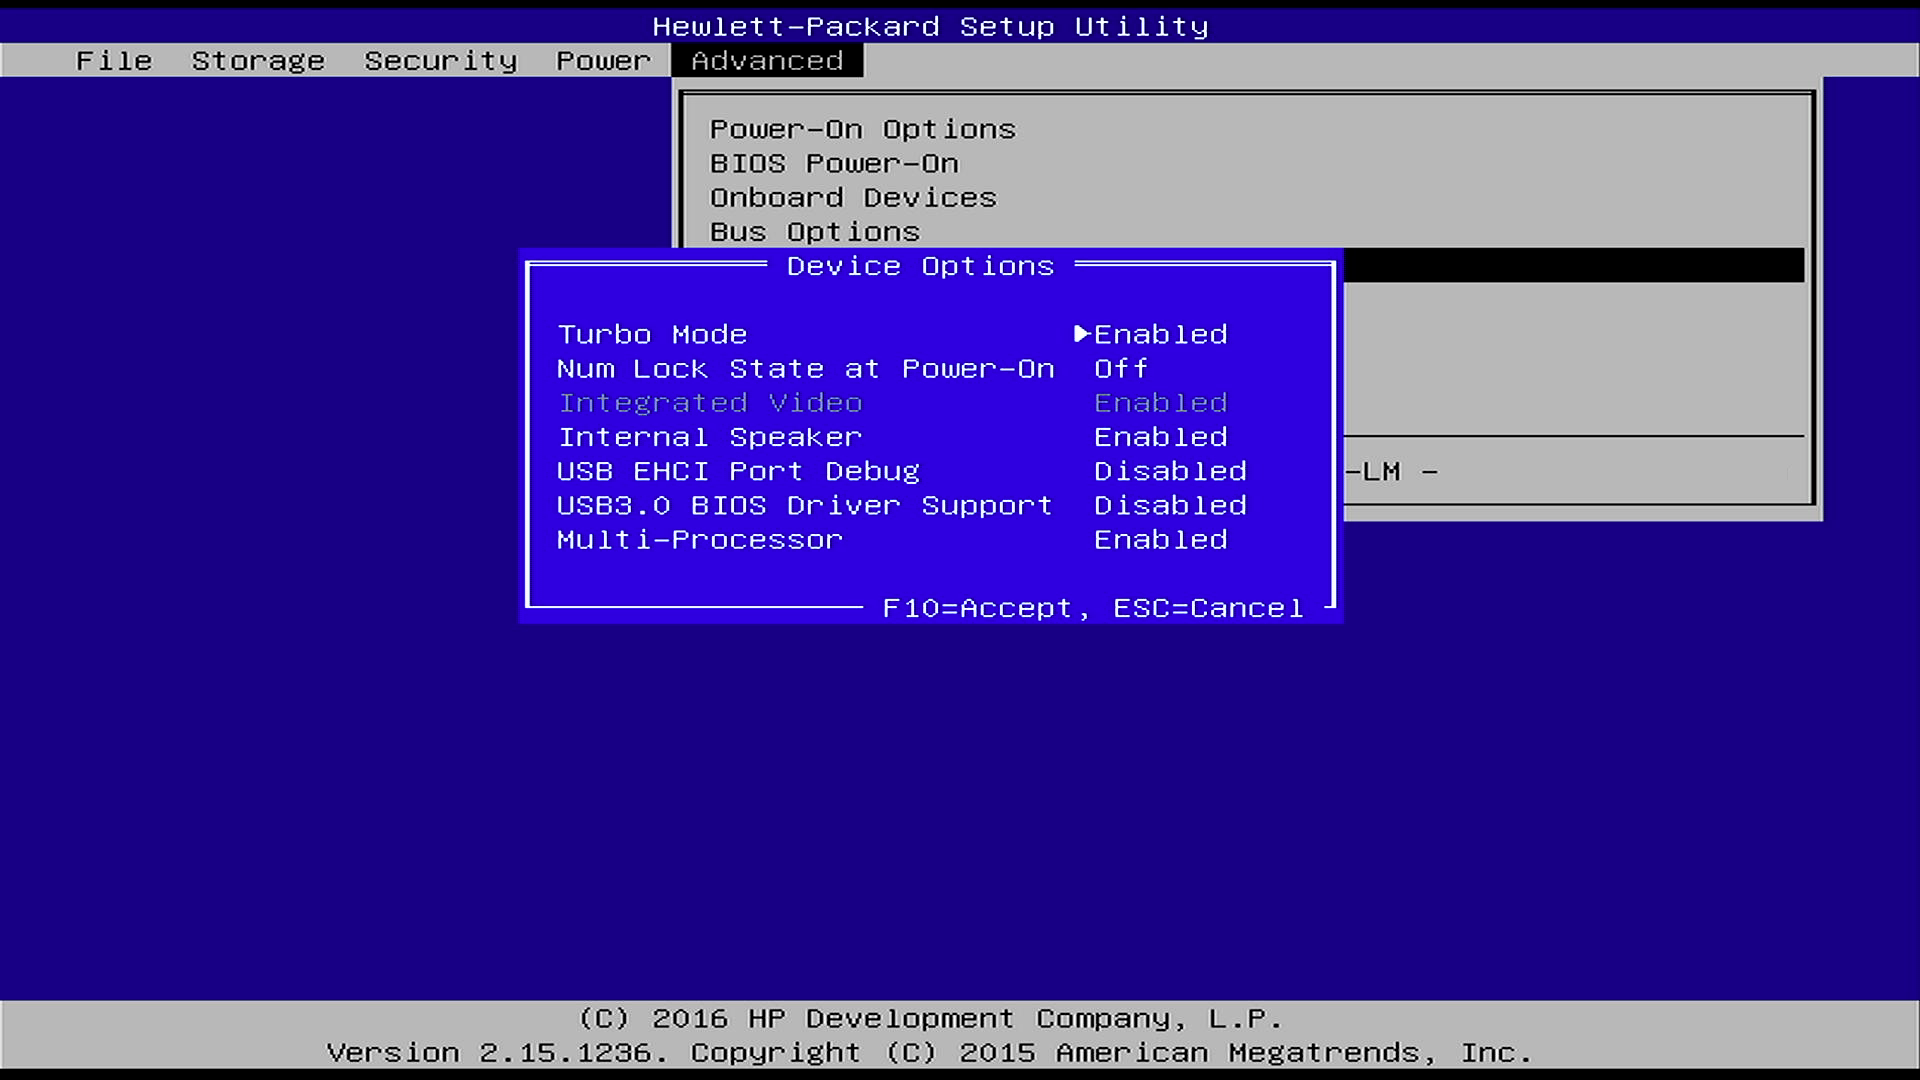 Hewlett-Packard Setup Utility
File Storage Security Power Advanced
Power-On Options
BIOS Power-On
Onboard Devices
Bus Options
Device Options
Turbo Mode ▶Enabled
Num Lock State at Power-On Off
Integrated Video Enabled
Internal Speaker Enabled
USB EHCI Port Debug Disabled
-LM -
USB3.0 BIOS Driver Support Disabled
Multi-Processor Enabled
F10=Accept, ESC=Cancel
(C) 2016 HP Development Company, L.P.
Version 2.15.1236. Copyright (C) 2015 American Megatrends, Inc.